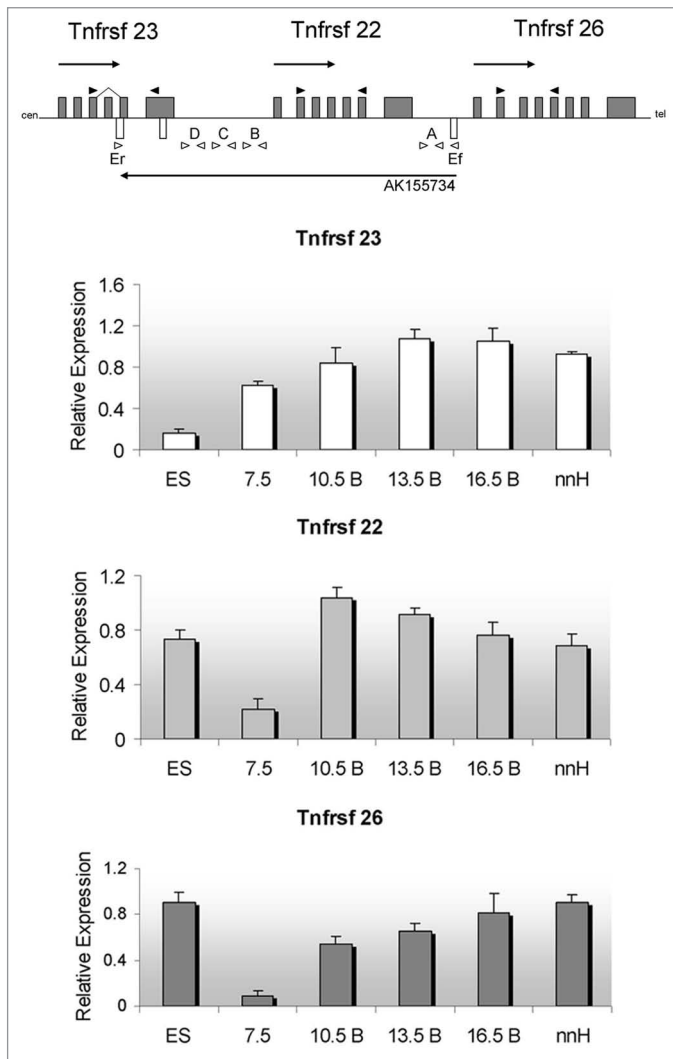 Tnfrsf 23 Tnfrsf 22 Tnfrsf 26
cen tel
D C B A
Er Ef
AK155734
Tnfrsf 23
Relative Expression
1.6
1.2
0.8
0.4
0
ES 7.5 10.5 B 13.5 B 16.5 B nnH
Tnfrsf 22
Relative Expression
1.2
0.8
0.4
0
ES 7.5 10.5 B 13.5 B 16.5 B nnH
Tnfrsf 26
Relative Expression
1.2
0.8
0.4
0
ES 7.5 10.5 B 13.5 B 16.5 B nnH